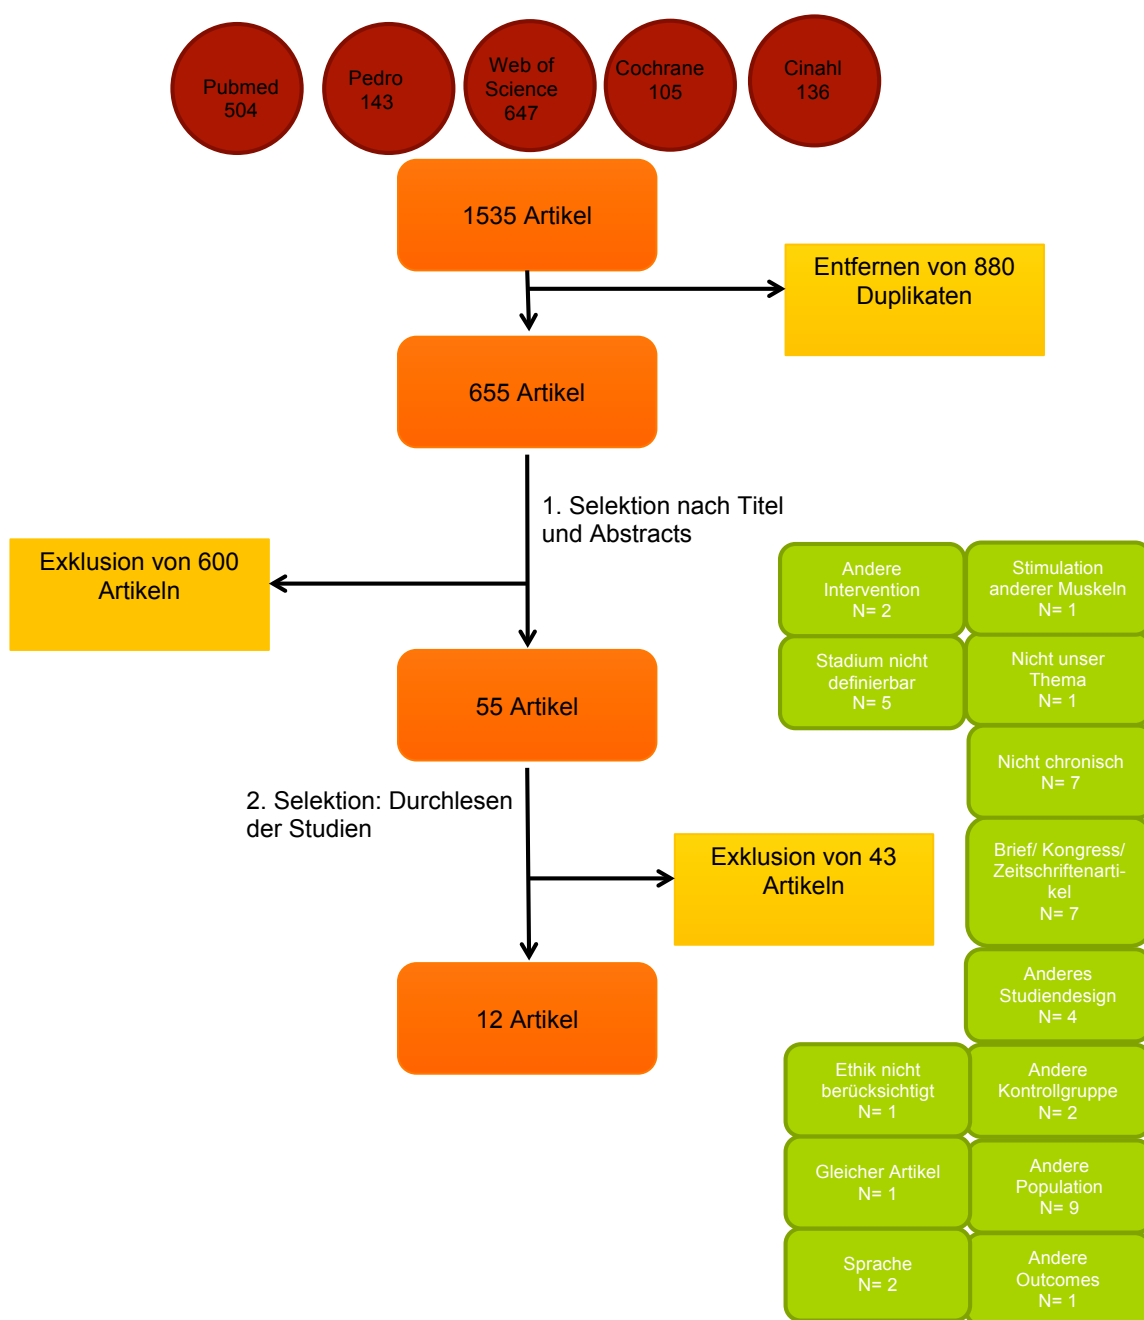 Pubmed
504
Pedro
143
Web of
Science
647
Cochrane
105
Cinahl
136
1535 Artikel
Entfernen von 880
Duplikaten
655 Artikel
1. Selektion nach Titel
und Abstracts
Exklusion von 600
Artikeln
55 Artikel
2. Selektion: Durchlesen
der Studien
Exklusion von 43
Artikeln
12 Artikel
Andere
Intervention
N= 2
Stimulation
anderer Muskeln
N= 1
Stadium nicht
definierbar
N= 5
Nicht unser
Thema
N= 1
Nicht chronisch
N= 7
Brief/ Kongress/
Zeitschriftenarti-
kel
N= 7
Anderes
Studiendesign
N= 4
Ethik nicht
berücksichtigt
N= 1
Andere
Kontrollgruppe
N= 2
Gleicher Artikel
N= 1
Andere
Population
N= 9
Sprache
N= 2
Andere
Outcomes
N= 1